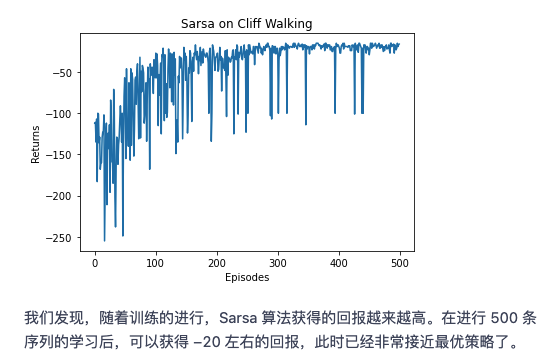 Sarsa on Cliff Walking
−50
−100
−150
−200
−250
Returns
0 100 200 300 400 500
Episodes
我们发现，随着训练的进行，Sarsa 算法获得的回报越来越高。在进行 500 条
序列的学习后，可以获得 −20 左右的回报，此时已经非常接近最优策略了。